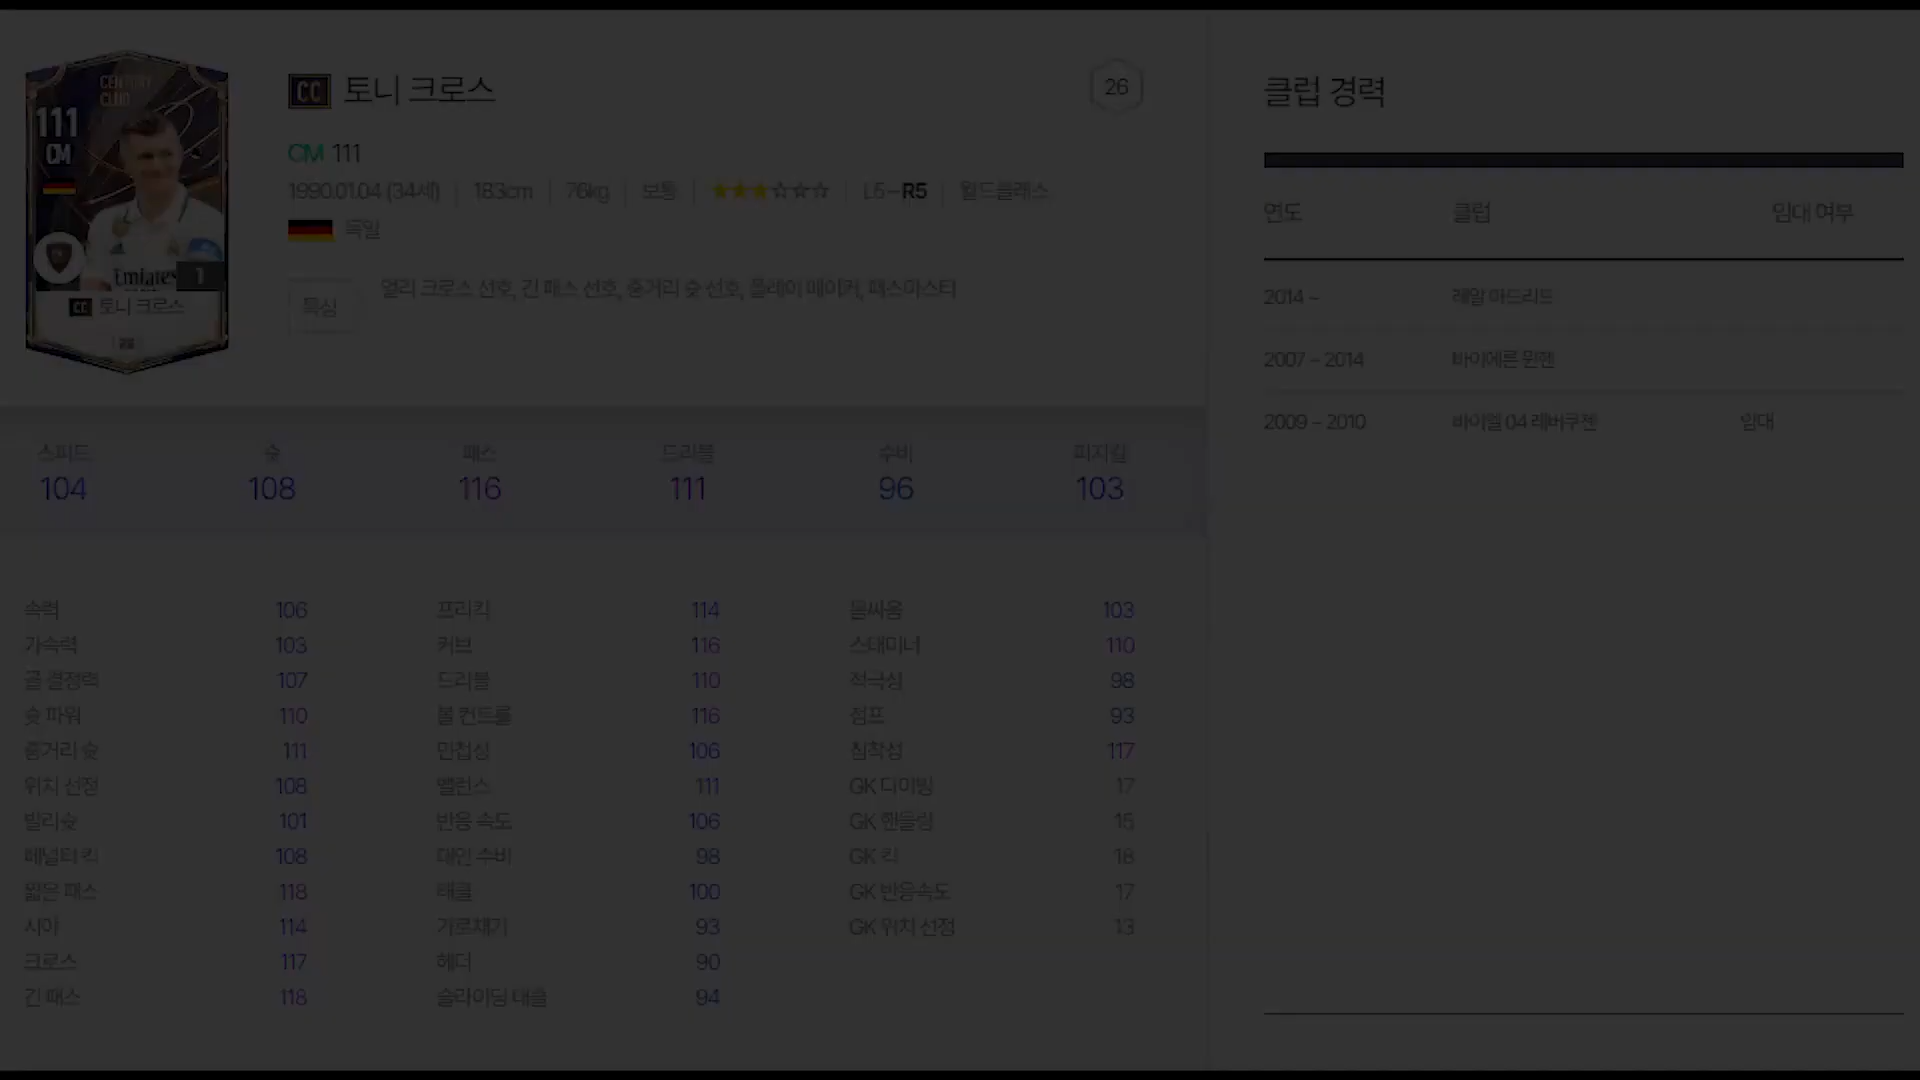 CENTURY
CLUB
111
CM
Emirates
1
CC 토니 크로스
26
CC 토니 크로스
26
CM 111
1990.01.04 (34세) 183cm 76kg 보통 ★★★☆☆☆ L5 – R5 월드클래스
독일
특성
얼리 크로스 선호, 긴 패스 선호, 중거리 슛 선호, 플레이 메이커, 패스마스터
스피드 슛 패스 드리블 수비 피지컬
104 108 116 111 96 103
속력 106 프리킥 114 몸싸움 103
가속력 103 커브 116 스태미너 110
골 결정력 107 드리블 110 적극성 98
슛 파워 110 볼 컨트롤 116 점프 93
중거리 슛 111 민첩성 106 침착성 117
위치 선정 108 밸런스 111 GK 다이빙 17
발리슛 101 반응 속도 106 GK 핸들링 15
페널티 킥 108 대인 수비 98 GK 킥 18
짧은 패스 118 태클 100 GK 반응속도 17
시야 114 가로채기 93 GK 위치 선정 13
크로스 117 헤더 90
긴 패스 118 슬라이딩 태클 94
클럽 경력
연도 클럽 임대 여부
2014 ~ 레알 마드리드
2007 ~ 2014 바이에른 뮌헨
2009 ~ 2010 바이엘 04 레버쿠젠 임대